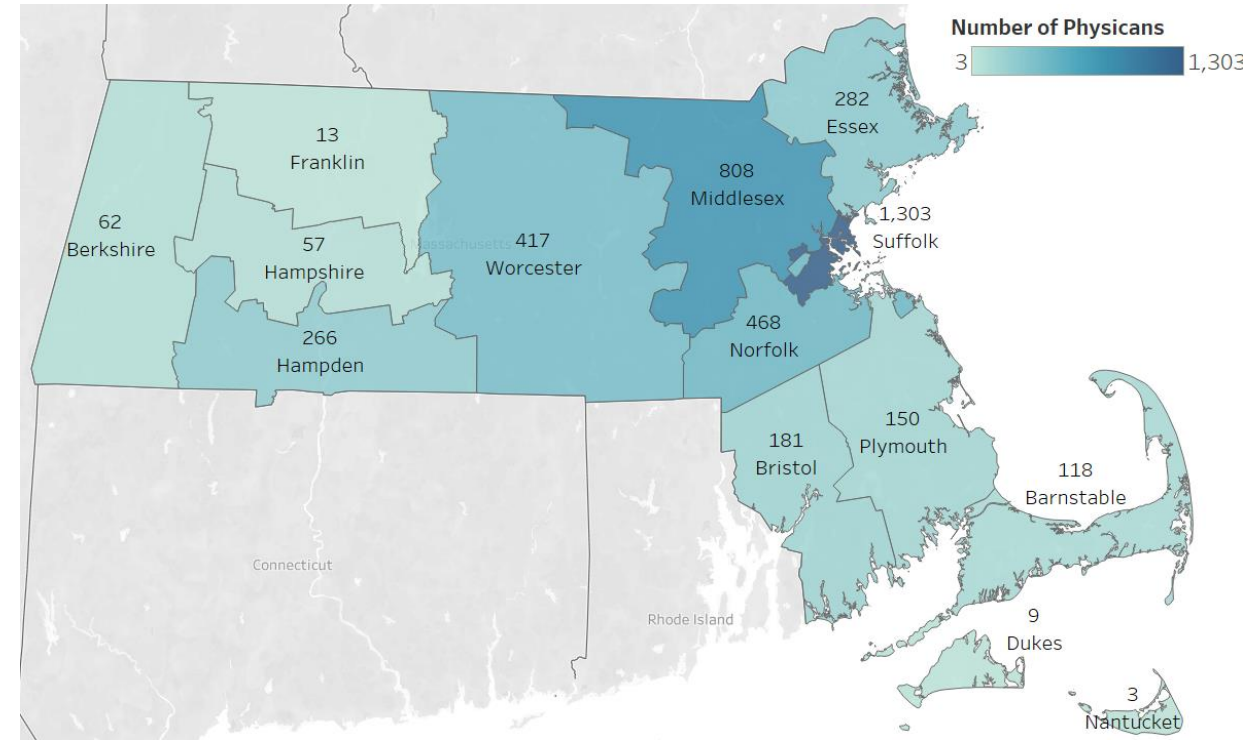 Number of Physicans
3
1,303
282
Essex
13
Franklin
808
Middlesex
1,303
Suffolk
62
Berkshire
57
Hampshire
Massachusetts
417
Worcester
266
Hampden
468
Norfolk
150
Plymouth
181
Bristol
118
Barnstable
Connecticut
Rhode Island
9
Dukes
3
Nantucket